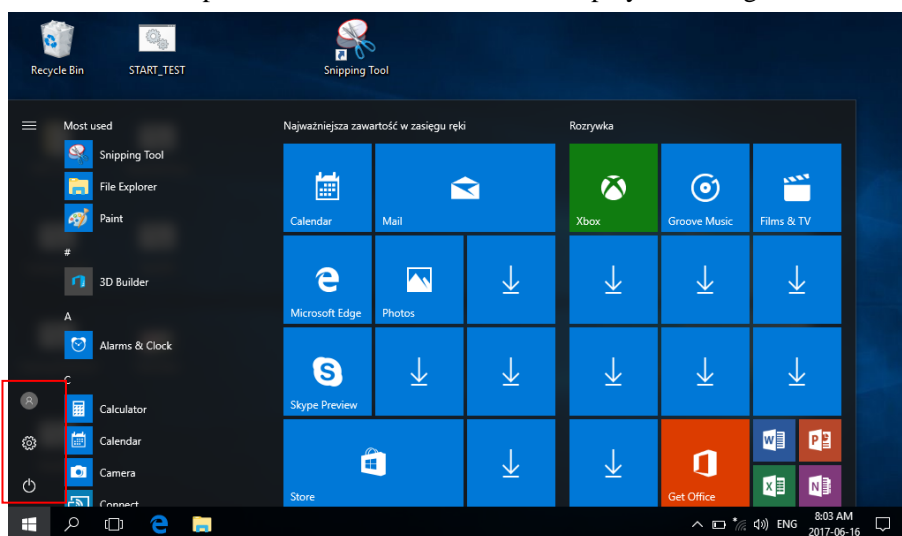 Recycle Bin
START_TEST
Snipping Tool
Most used
Najważniejsza zawartość w zasięgu ręki
Rozrywka
Snipping Tool
File Explorer
Paint
#
3D Builder
A
Alarms & Clock
C
Calculator
Calendar
Camera
Connect
Calendar
Mail
Xbox
Groove Music
Films & TV
Microsoft Edge
Photos
Skype Preview
Store
Get Office
ENG
8:03 AM
2017-06-16